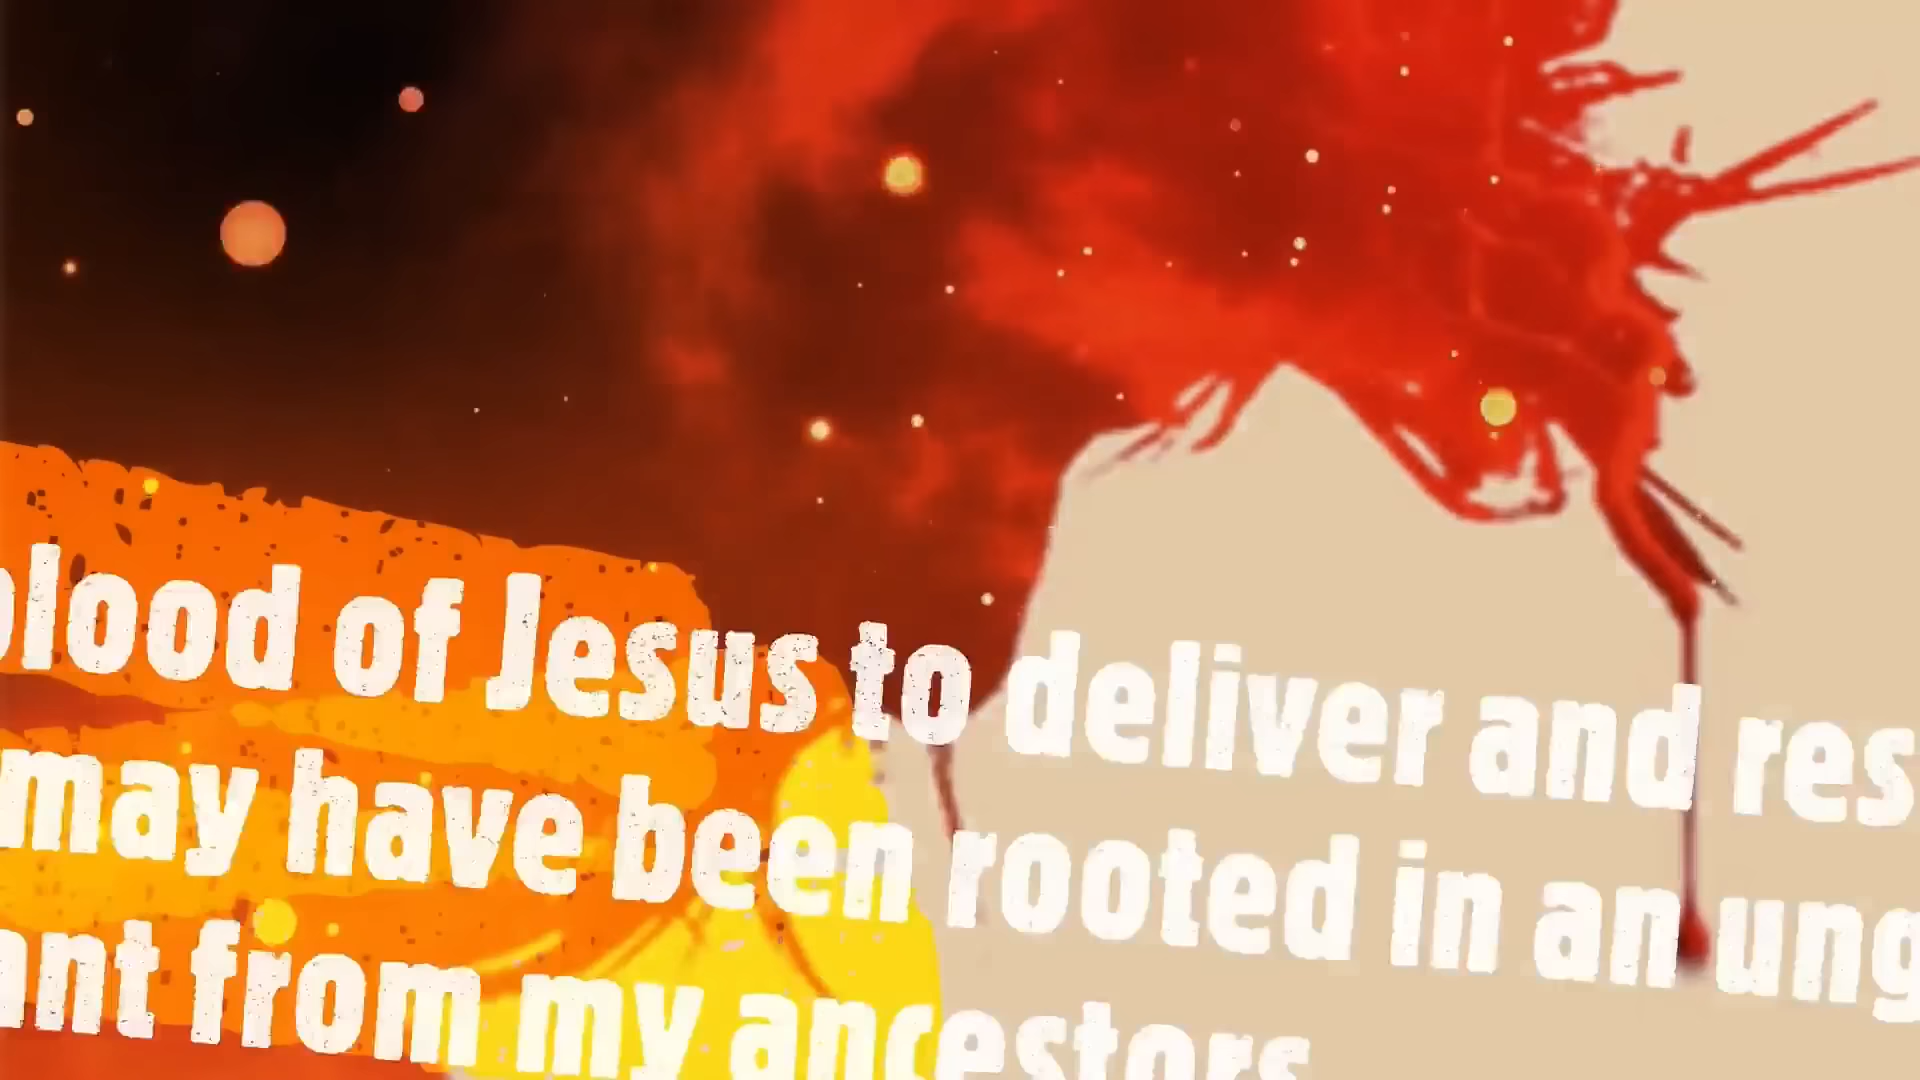 blood of Jesus to deliver and res
may have been rooted in an ung
ant from my ancestors